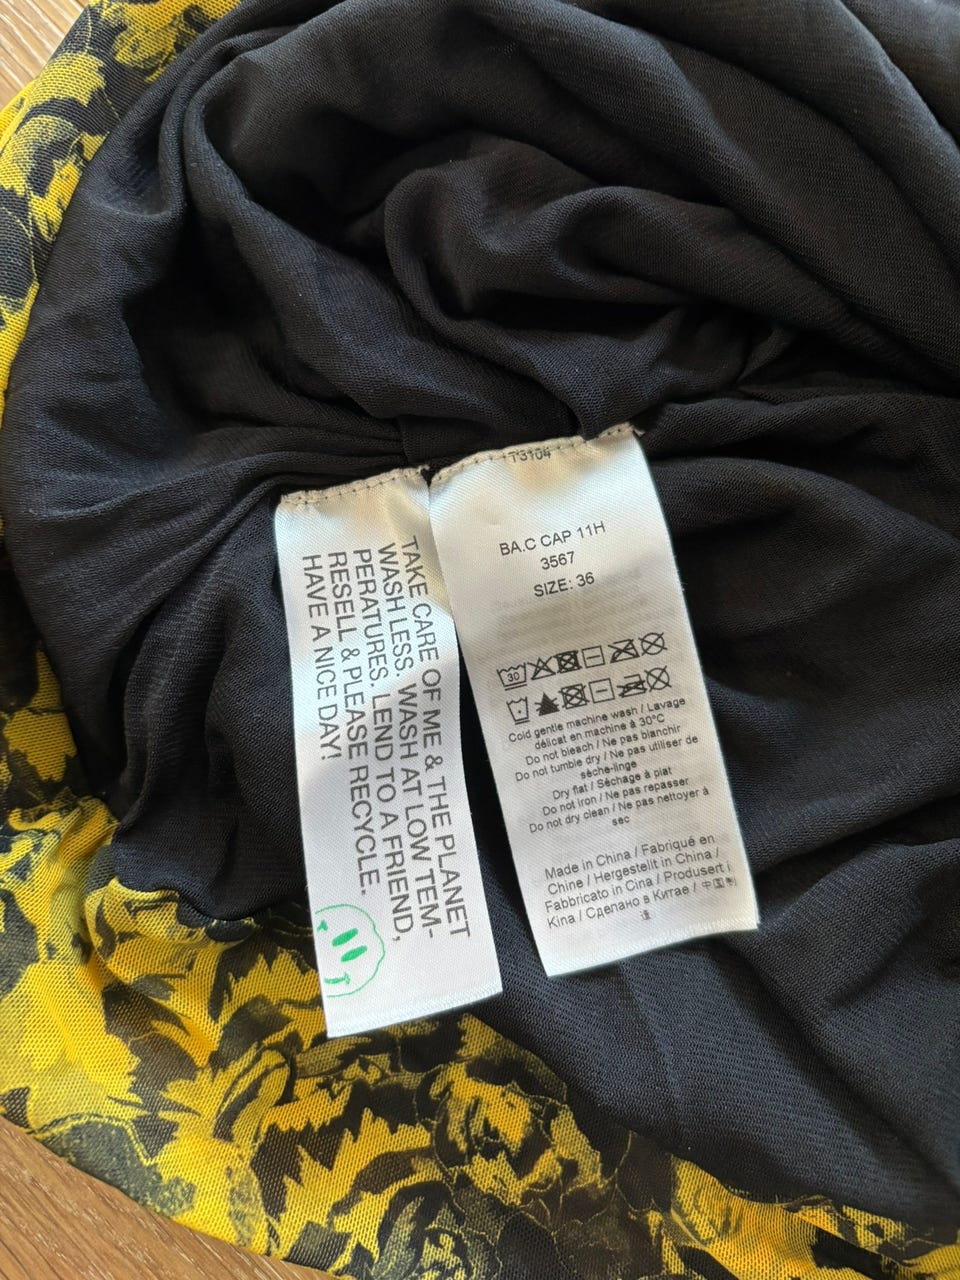 TAKE CARE OF ME & THE PLANET
WASH LESS. WASH AT LOW TEM-
PERATURES. LEND TO A FRIEND,
RESELL & PLEASE RECYCLE.
HAVE A NICE DAY!
T3104
BA.C CAP 11H
3567
SIZE: 36
30
Cold gentle machine wash / Lavage
délicat en machine à 30°C
Do not bleach / Ne pas blanchir
Do not tumble dry / Ne pas utiliser de
sèche-linge
Dry flat / Séchage à plat
Do not iron / Ne pas repasser
Do not dry clean / Ne pas nettoyer à
sec
Made in China / Fabriqué en
Chine / Hergestellt in China /
Fabbricato in Cina / Produsert i
Kina / Сделано в Китае / 中国制
造